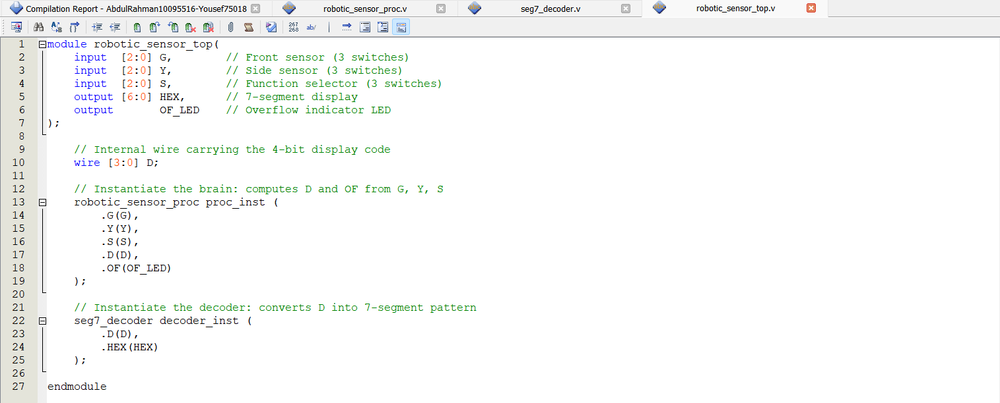 Compilation Report - AbdulRahman10095516-Yousef75018
robotic_sensor_proc.v
seg7_decoder.v
robotic_sensor_top.v
267
268
ab/
1 module robotic_sensor_top(
2 input [2:0] G, // Front sensor (3 switches)
3 input [2:0] Y, // Side sensor (3 switches)
4 input [2:0] S, // Function selector (3 switches)
5 output [6:0] HEX, // 7-segment display
6 output OF_LED // Overflow indicator LED
7 );
8
9 // Internal wire carrying the 4-bit display code
10 wire [3:0] D;
11
12 // Instantiate the brain: computes D and OF from G, Y, S
13 robotic_sensor_proc proc_inst (
14 .G(G),
15 .Y(Y),
16 .S(S),
17 .D(D),
18 .OF(OF_LED)
19 );
20
21 // Instantiate the decoder: converts D into 7-segment pattern
22 seg7_decoder decoder_inst (
23 .D(D),
24 .HEX(HEX)
25 );
26
27 endmodule